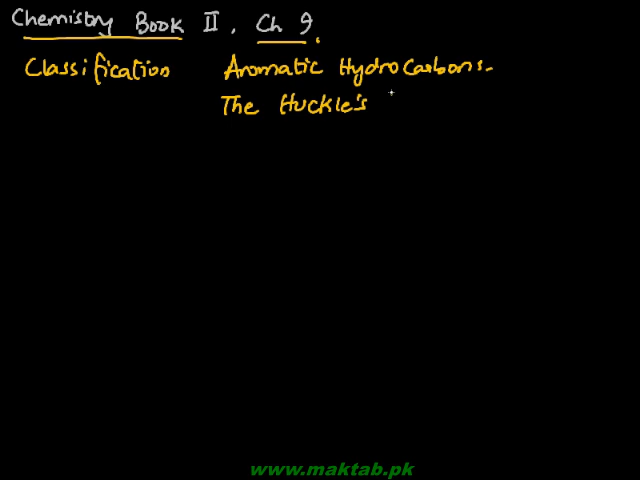 Chemistry Book II, Ch 9.
Classification Aromatic Hydrocarbons.
The Huckle's
www.maktab.pk